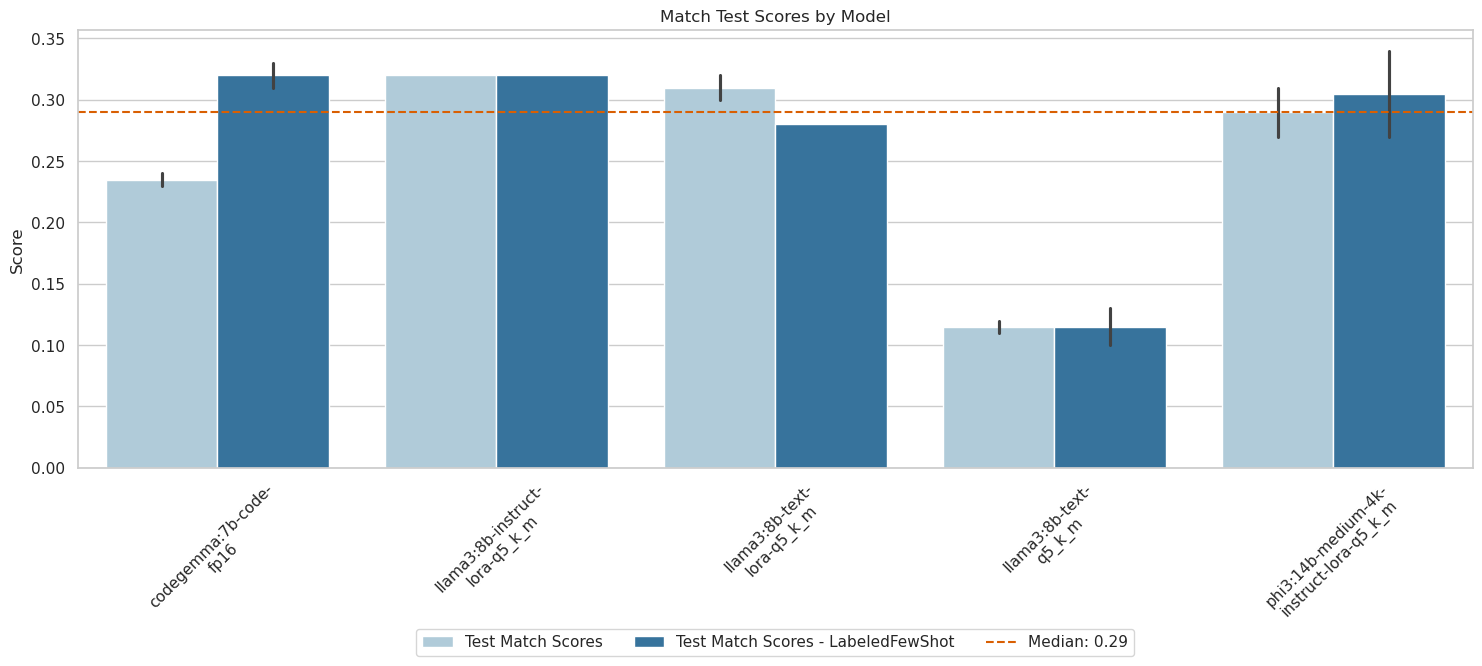 Match Test Scores by Model
Score
0.35
0.30
0.25
0.20
0.15
0.10
0.05
0.00
codegemma:7b-code-
fp16
llama3:8b-instruct-
lora-q5_k_m
llama3:8b-text-
lora-q5_k_m
llama3:8b-text-
q5_k_m
phi3:14b-medium-4k-
instruct-lora-q5_k_m
Test Match Scores
Test Match Scores - LabeledFewShot
Median: 0.29